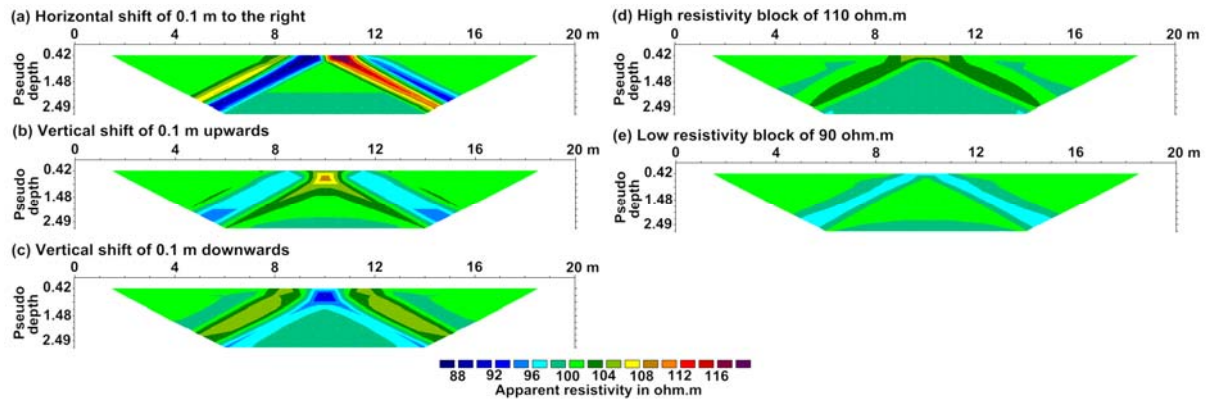 (a) Horizontal shift of 0.1 m to the right
0 4 8 12 16 20 m
Pseudo depth
0.42
1.48
2.49
(b) Vertical shift of 0.1 m upwards
0 4 8 12 16 20 m
Pseudo depth
0.42
1.48
2.49
(c) Vertical shift of 0.1 m downwards
0 4 8 12 16 20 m
Pseudo depth
0.42
1.48
2.49
(d) High resistivity block of 110 ohm.m
0 4 8 12 16 20 m
Pseudo depth
0.42
1.48
2.49
(e) Low resistivity block of 90 ohm.m
0 4 8 12 16 20 m
Pseudo depth
0.42
1.48
2.49
88 92 96 100 104 108 112 116
Apparent resistivity in ohm.m